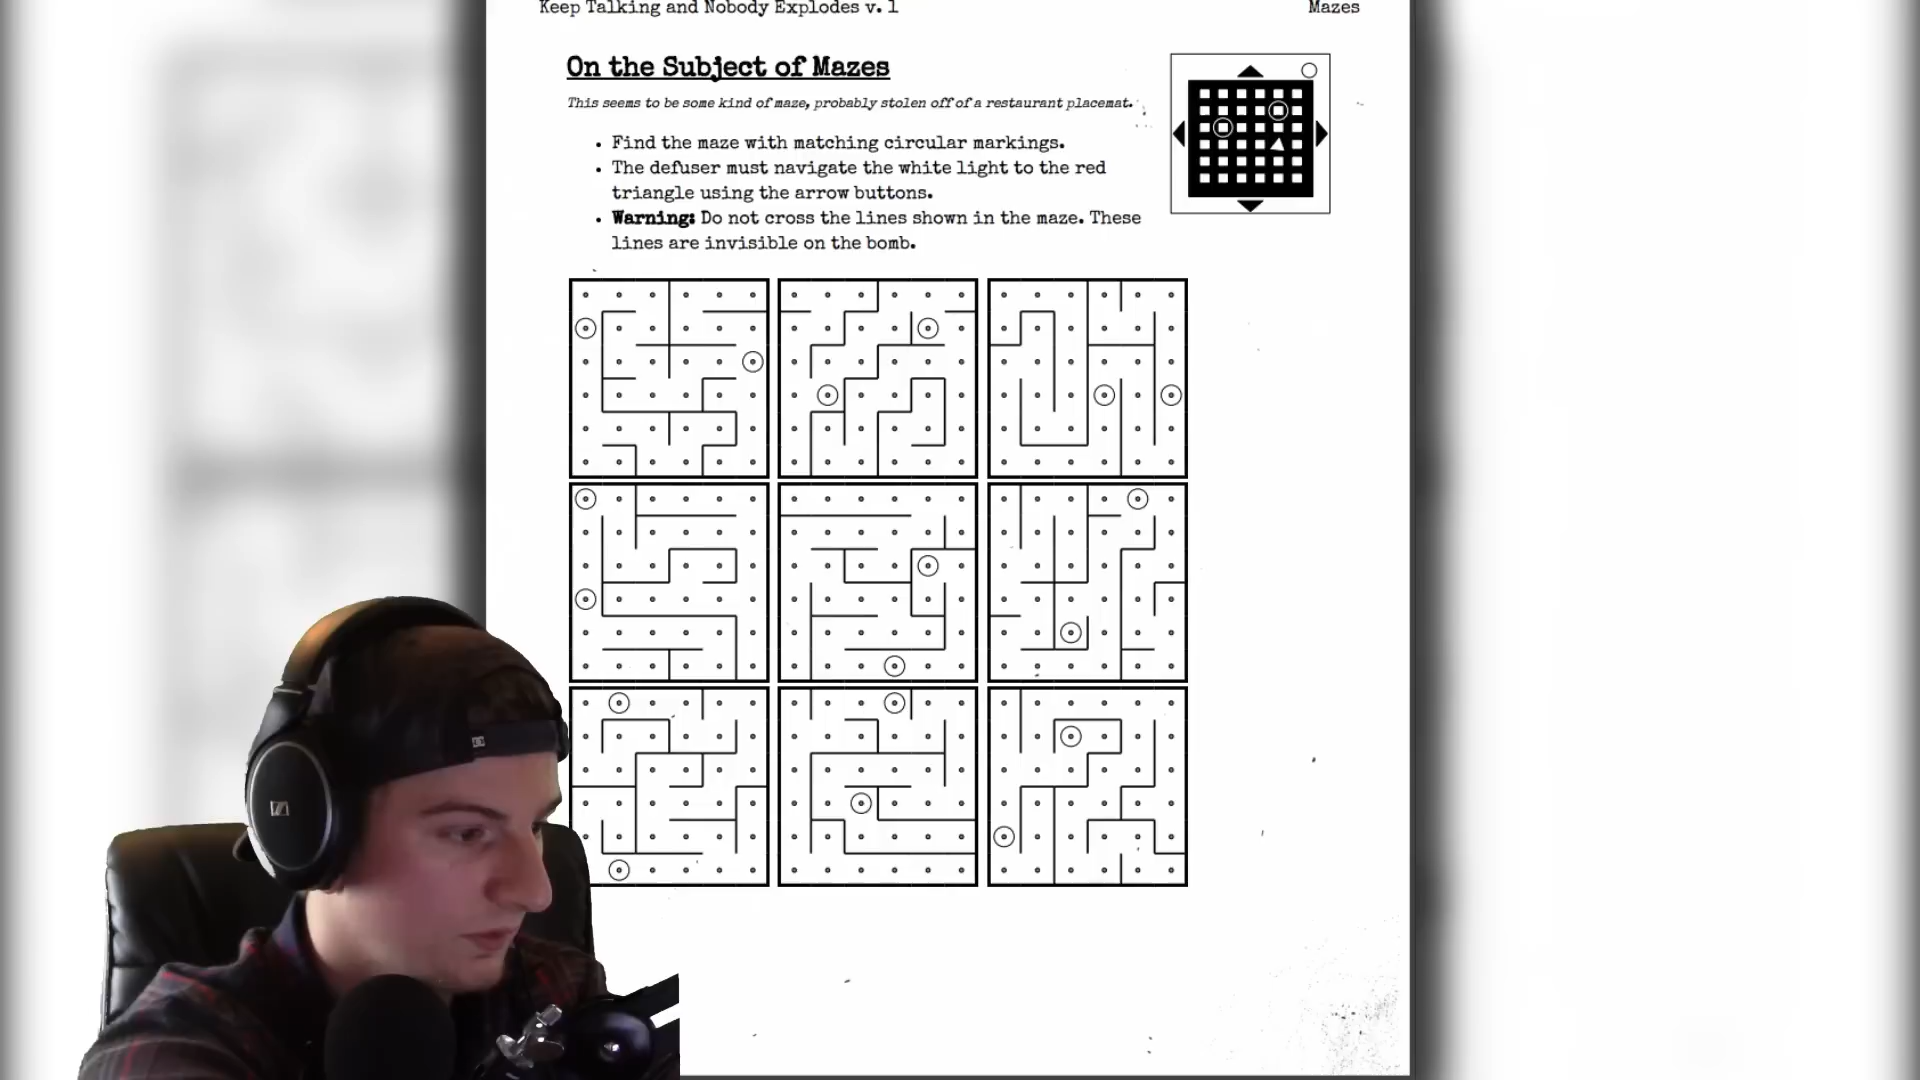 Keep Talking and Nobody Explodes v. 1
Mazes
On the Subject of Mazes
This seems to be some kind of maze, probably stolen off of a restaurant placemat.
• Find the maze with matching circular markings.
• The defuser must navigate the white light to the red
triangle using the arrow buttons.
• Warning: Do not cross the lines shown in the maze. These
lines are invisible on the bomb.